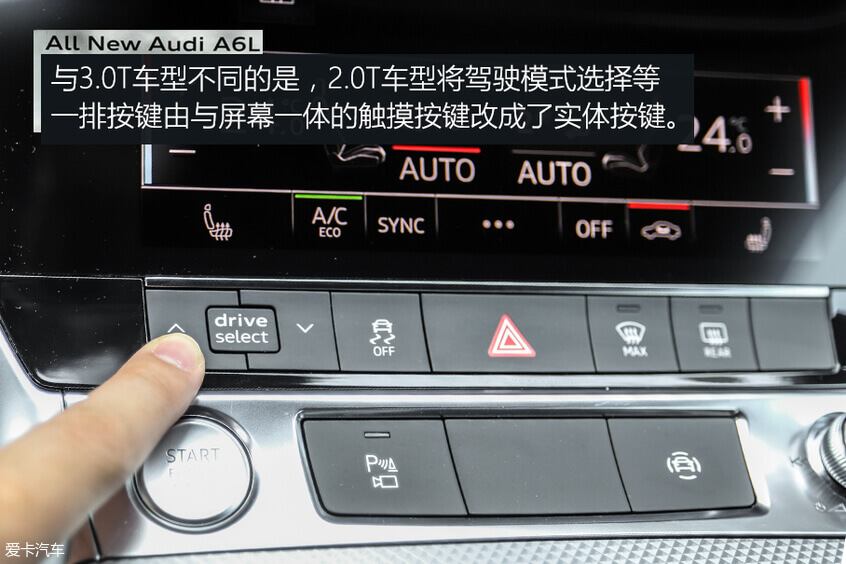 All New Audi A6L
与3.0T车型不同的是，2.0T车型将驾驶模式选择等
一排按键由与屏幕一体的触摸按键改成了实体按键。
24.0
°C
AUTO
AUTO
A/C
ECO
SYNC
OFF
drive
select
OFF
MAX
REAR
START
P
爱卡汽车